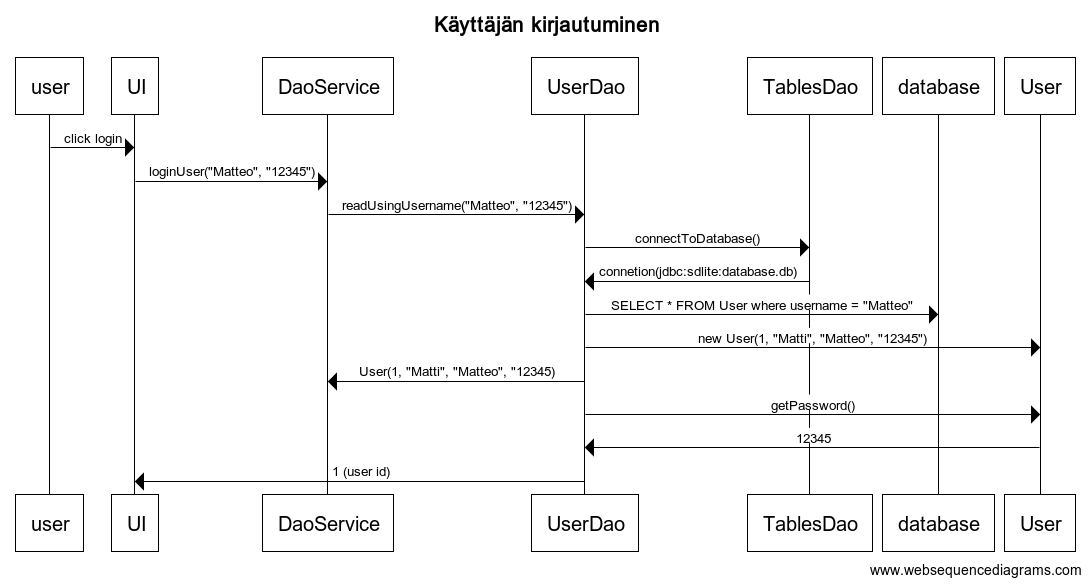 Käyttäjän kirjautuminen
user UI DaoService UserDao TablesDao database User
click login
loginUser("Matteo", "12345")
readUsingUsername("Matteo", "12345")
connectToDatabase()
connetion(jdbc:sdlite:database.db)
SELECT * FROM User where username = "Matteo"
new User(1, "Matti", "Matteo", "12345")
User(1, "Matti", "Matteo", "12345)
getPassword()
12345
1 (user id)
user UI DaoService UserDao TablesDao database User
www.websequencediagrams.com